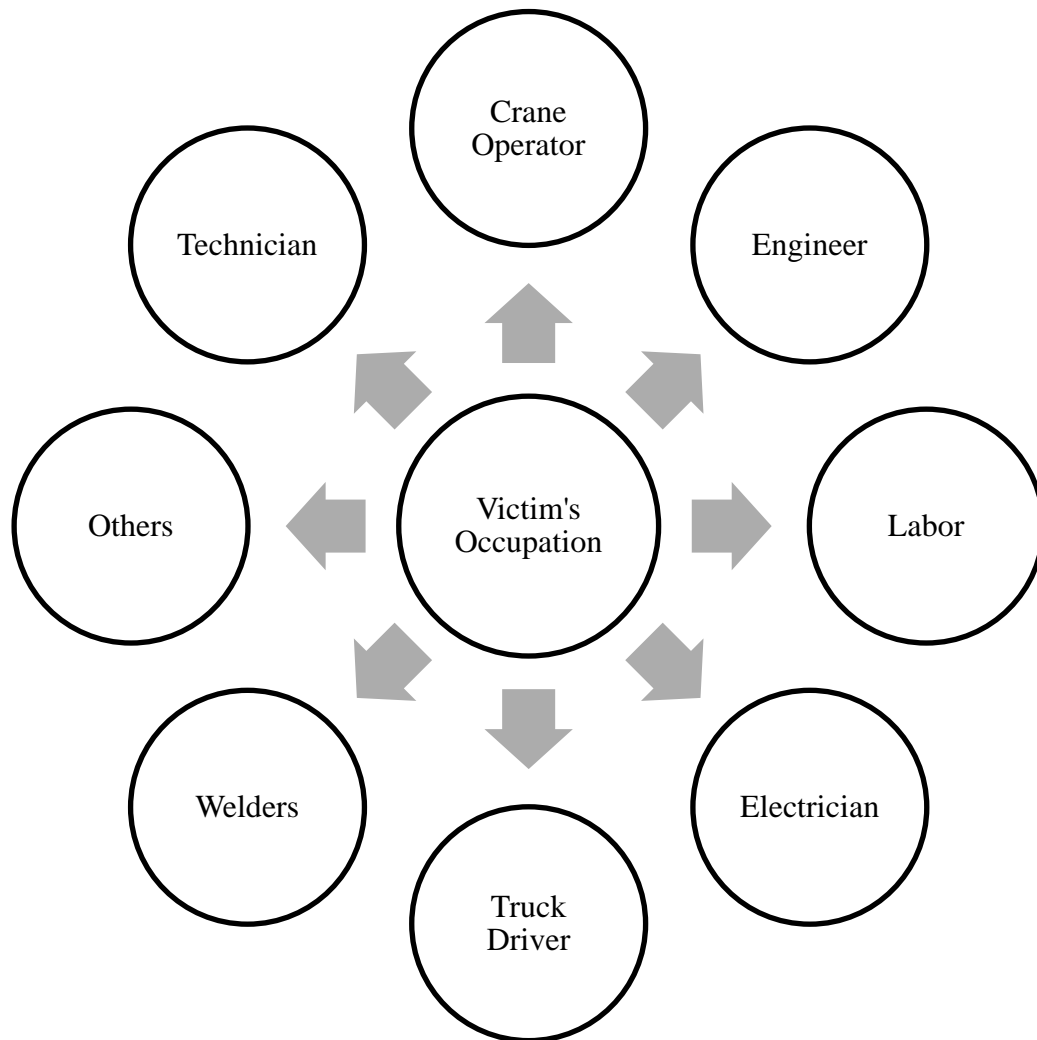 Crane
Operator
Technician
Engineer
Others
Victim's
Occupation
Labor
Welders
Electrician
Truck
Driver